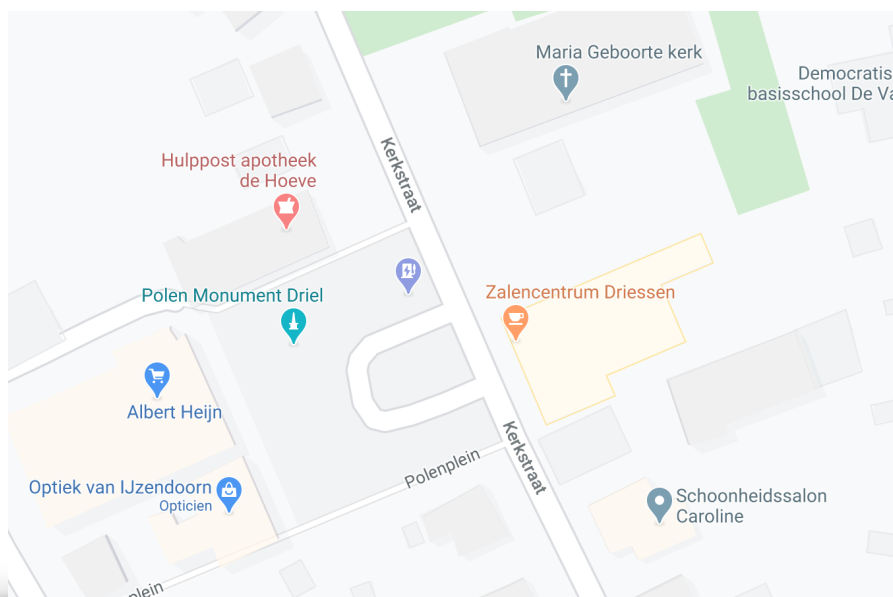 Maria Geboorte kerk
Democratis
basisschool De Va
Kerkstraat
Hulppost apotheek
de Hoeve
Polen Monument Driel
Zalencentrum Driessen
Albert Heijn
Kerkstraat
Polenplein
Optiek van IJzendoorn
Opticien
Schoonheidssalon
Caroline
plein